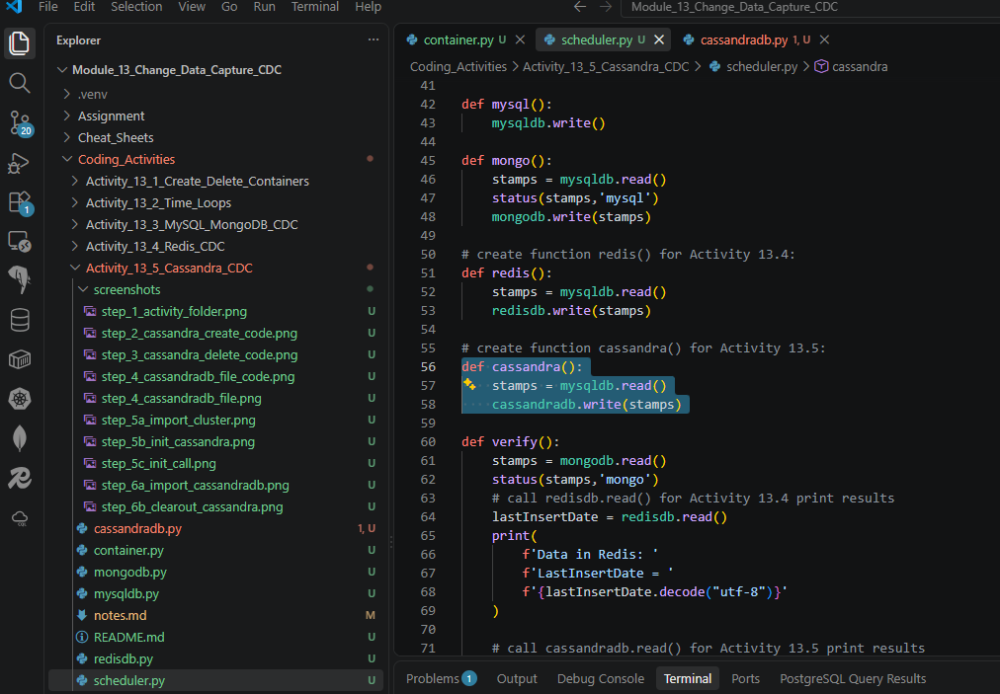 File Edit Selection View Go Run Terminal Help
Module_13_Change_Data_Capture_CDC
Explorer
Module_13_Change_Data_Capture_CDC
.venv
Assignment
Cheat_Sheets
Coding_Activities
Activity_13_1_Create_Delete_Containers
Activity_13_2_Time_Loops
Activity_13_3_MySQL_MongoDB_CDC
Activity_13_4_Redis_CDC
Activity_13_5_Cassandra_CDC
screenshots
step_1_activity_folder.png U
step_2_cassandra_create_code.png U
step_3_cassandra_delete_code.png U
step_4_cassandradb_file_code.png U
step_4_cassandradb_file.png U
step_5a_import_cluster.png U
step_5b_init_cassandra.png U
step_5c_init_call.png U
step_6a_import_cassandradb.png U
step_6b_clearout_cassandra.png U
cassandradb.py 1, U
container.py U
mongodb.py U
mysqldb.py U
notes.md M
README.md U
redisdb.py U
scheduler.py U
20
1
container.py U
scheduler.py U
cassandradb.py 1, U
Coding_Activities > Activity_13_5_Cassandra_CDC > scheduler.py > cassandra
41
42 def mysql():
43 mysqldb.write()
44
45 def mongo():
46 stamps = mysqldb.read()
47 status(stamps,'mysql')
48 mongodb.write(stamps)
49
50 # create function redis() for Activity 13.4:
51 def redis():
52 stamps = mysqldb.read()
53 redisdb.write(stamps)
54
55 # create function cassandra() for Activity 13.5:
56 def cassandra():
57 stamps = mysqldb.read()
58 cassandradb.write(stamps)
59
60 def verify():
61 stamps = mongodb.read()
62 status(stamps,'mongo')
63 # call redisdb.read() for Activity 13.4 print results
64 lastInsertDate = redisdb.read()
65 print(
66 f'Data in Redis: '
67 f'LastInsertDate = '
68 f'{lastInsertDate.decode("utf-8")}'
69 )
70
71 # call cassandradb.read() for Activity 13.5 print results
Problems 1 Output Debug Console Terminal Ports PostgreSQL Query Results